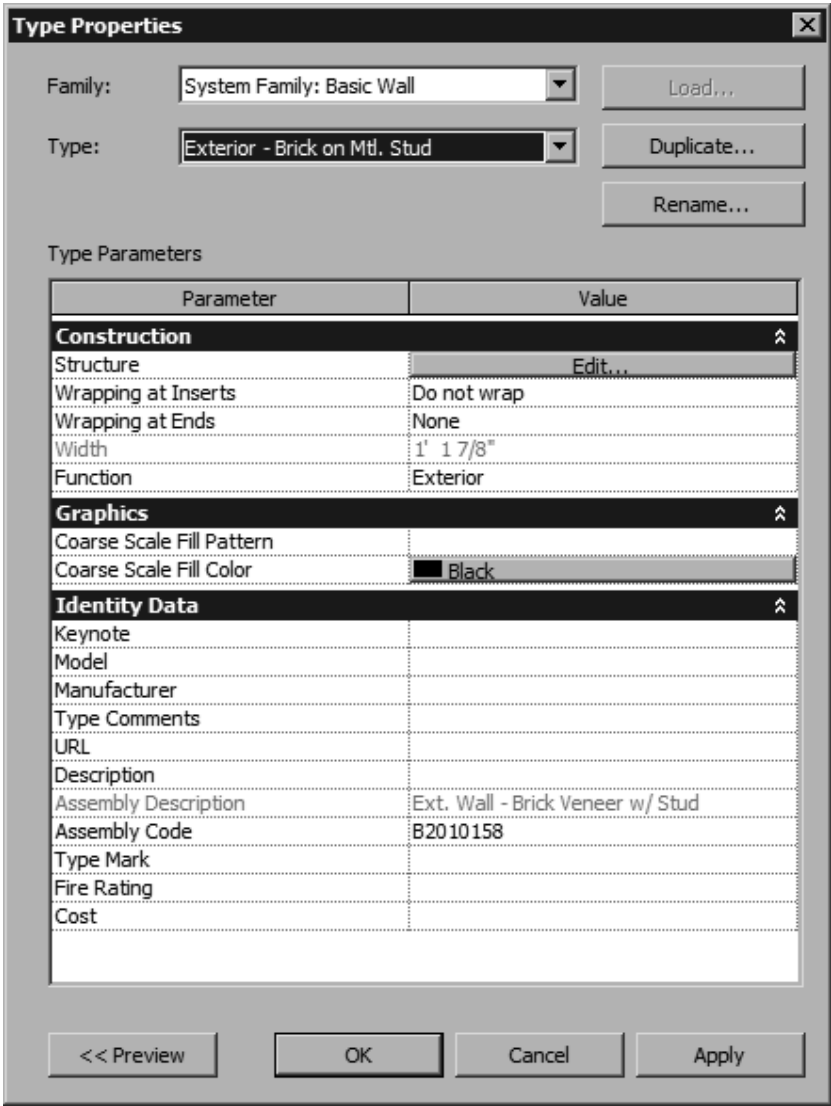 Type Properties
Family: System Family: Basic Wall Load...
Type: Exterior - Brick on Mtl. Stud Duplicate...
Rename...
Type Parameters
Parameter Value
Construction
Structure Edit...
Wrapping at Inserts Do not wrap
Wrapping at Ends None
Width 1' 1 7/8"
Function Exterior
Graphics
Coarse Scale Fill Pattern
Coarse Scale Fill Color Black
Identity Data
Keynote
Model
Manufacturer
Type Comments
URL
Description
Assembly Description Ext. Wall - Brick Veneer w/ Stud
Assembly Code B2010158
Type Mark
Fire Rating
Cost
<< Preview OK Cancel Apply